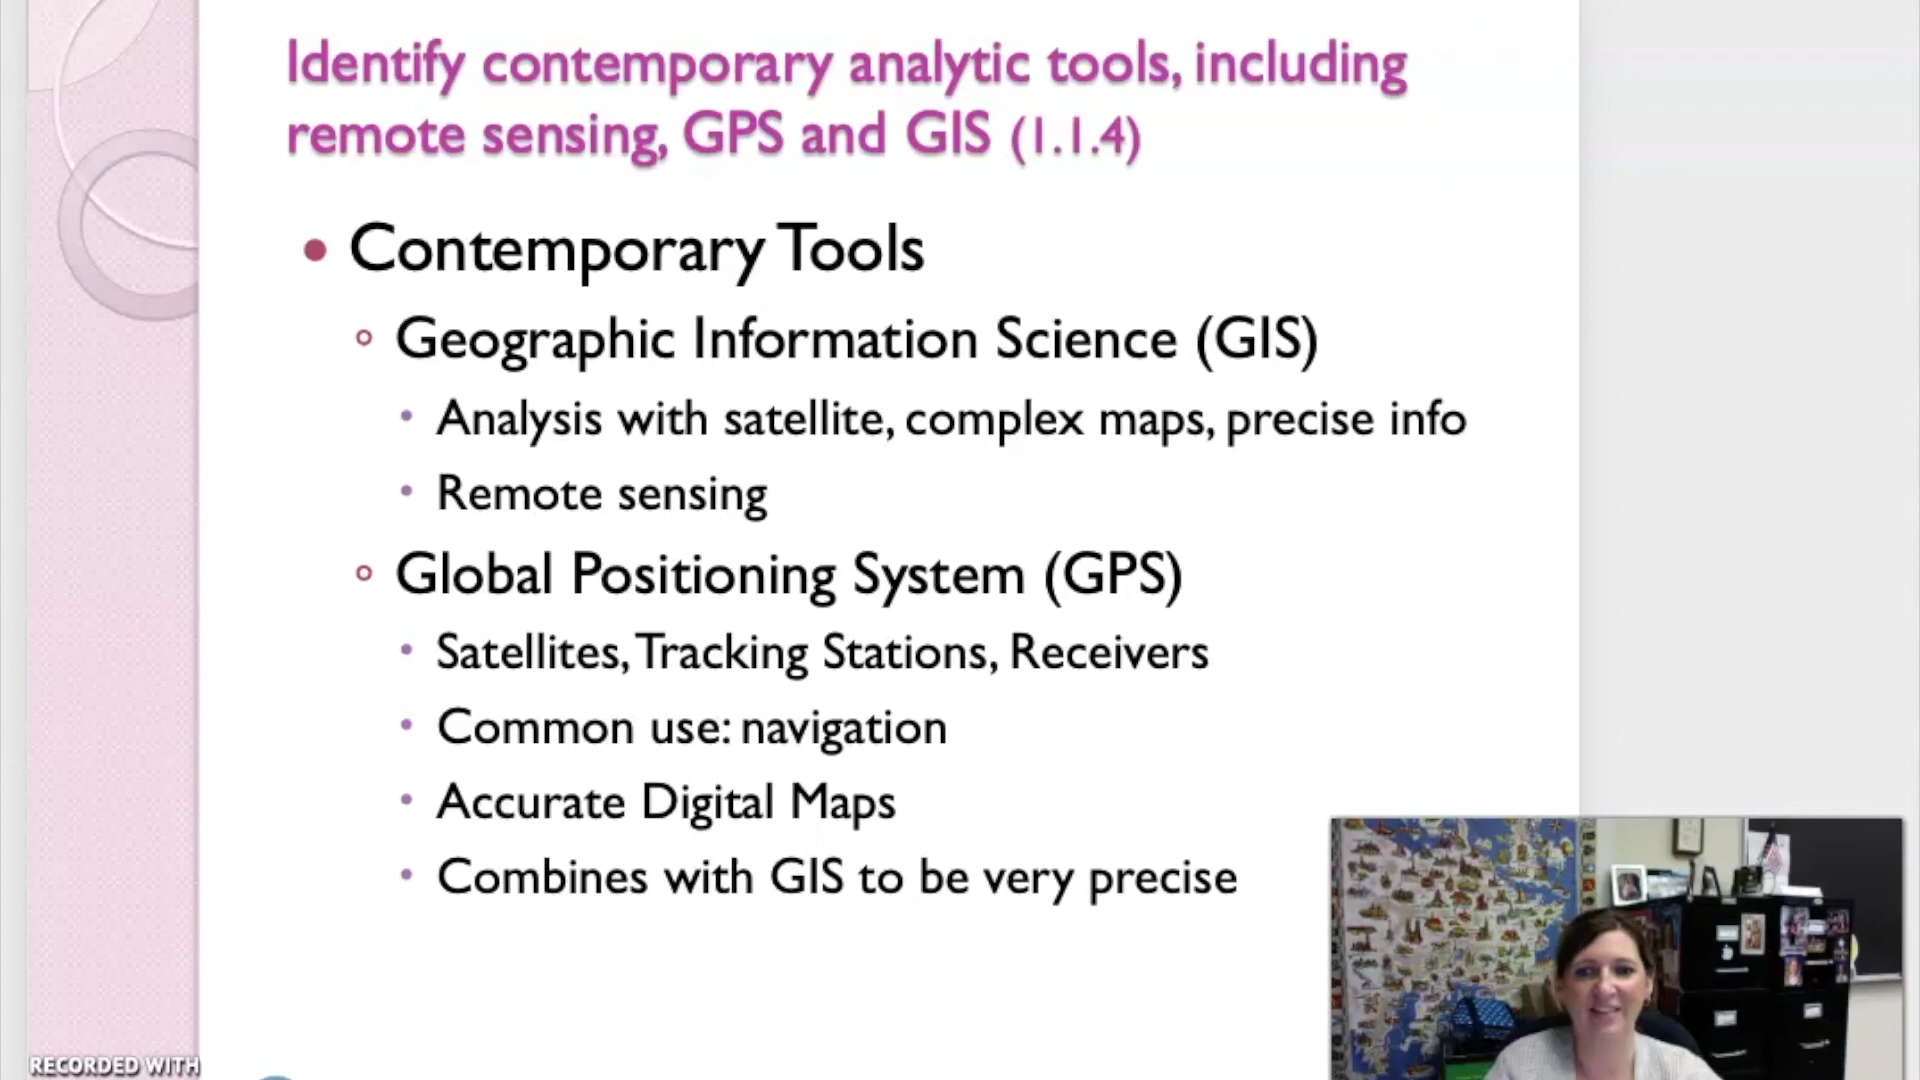 Identify contemporary analytic tools, including
remote sensing, GPS and GIS (1.1.4)
Contemporary Tools
Geographic Information Science (GIS)
Analysis with satellite, complex maps, precise info
Remote sensing
Global Positioning System (GPS)
Satellites, Tracking Stations, Receivers
Common use: navigation
Accurate Digital Maps
Combines with GIS to be very precise
RECORDED WITH